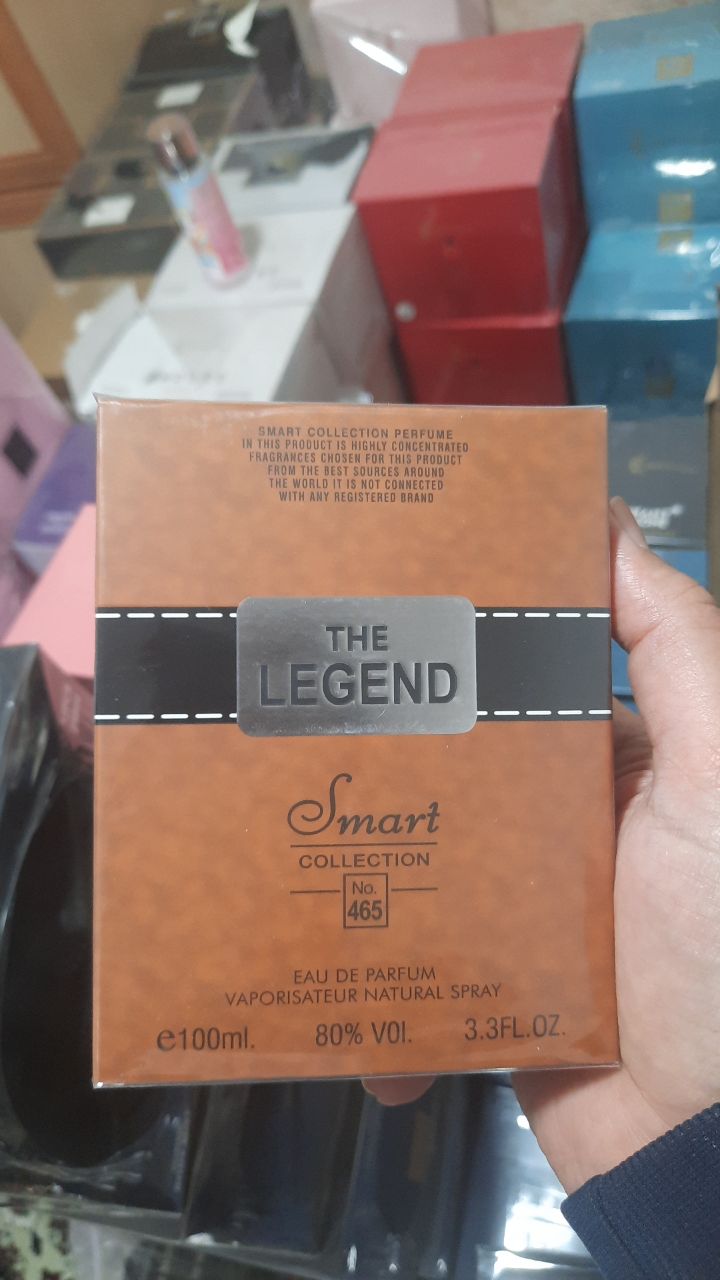 SMART COLLECTION PERFUME
IN THIS PRODUCT IS HIGHLY CONCENTRATED
FRAGRANCES CHOSEN FOR THIS PRODUCT
FROM THE BEST SOURCES AROUND
THE WORLD IT IS NOT CONNECTED
WITH ANY REGISTERED BRAND
THE
LEGEND
Smart
COLLECTION
No.
465
EAU DE PARFUM
VAPORISATEUR NATURAL SPRAY
e100ml. 80% VOl. 3.3FL.OZ.